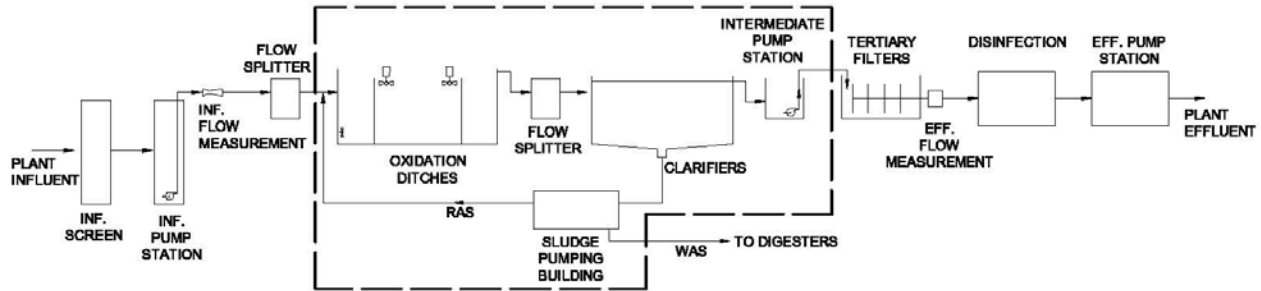 PLANT
INFLUENT
INF.
SCREEN
INF.
PUMP
STATION
INF.
FLOW
MEASUREMENT
FLOW
SPLITTER
OXIDATION
DITCHES
RAS
FLOW
SPLITTER
CLARIFIERS
SLUDGE
PUMPING
BUILDING
WAS
TO DIGESTERS
INTERMEDIATE
PUMP
STATION
TERTIARY
FILTERS
EFF.
FLOW
MEASUREMENT
DISINFECTION
EFF. PUMP
STATION
PLANT
EFFLUENT